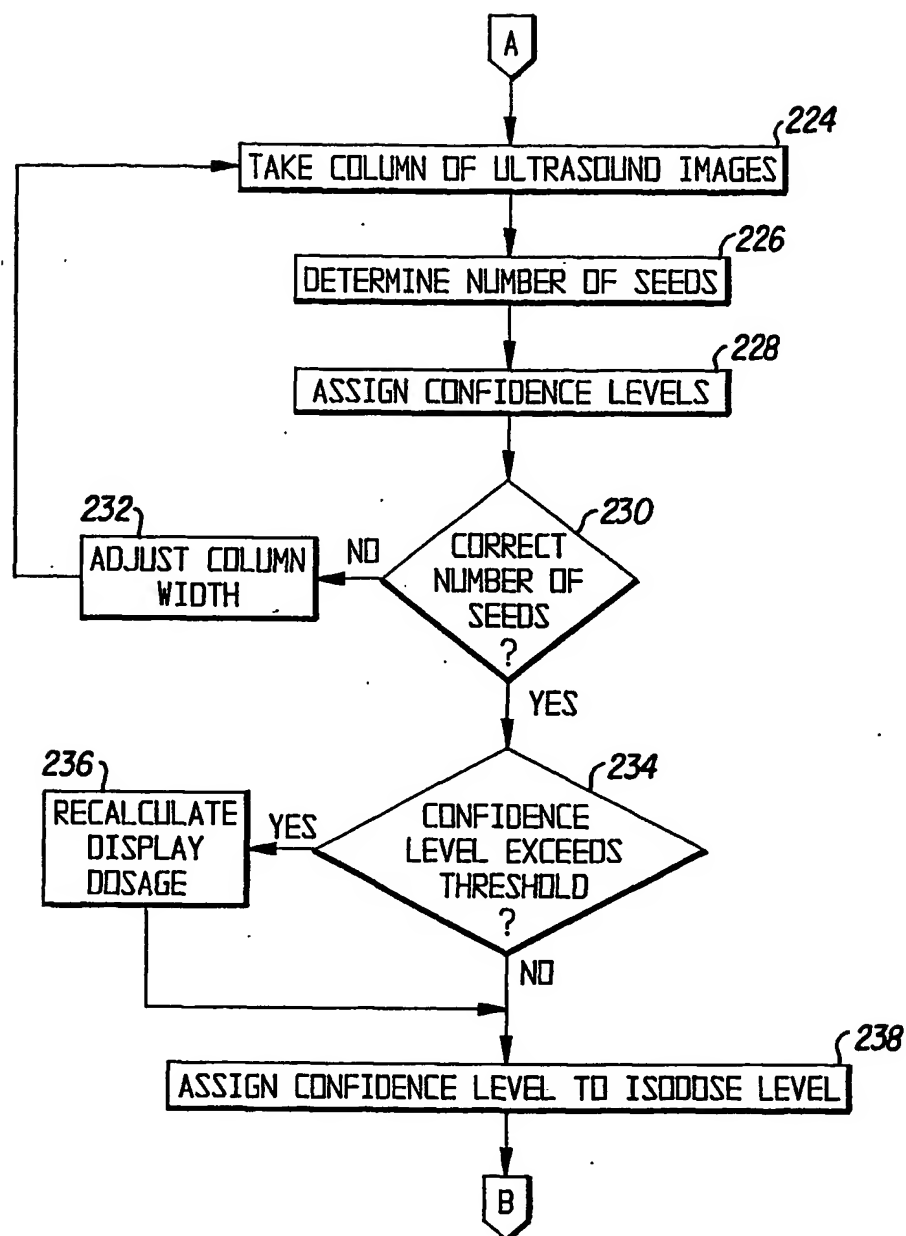 A
224
TAKE COLUMN OF ULTRASOUND IMAGES
226
DETERMINE NUMBER OF SEEDS
228
ASSIGN CONFIDENCE LEVELS
230
CORRECT
NUMBER OF
SEEDS
?
232
ADJUST COLUMN
WIDTH
NO
YES
234
CONFIDENCE
LEVEL EXCEEDS
THRESHOLD
?
236
RECALCULATE
DISPLAY
DOSAGE
YES
NO
238
ASSIGN CONFIDENCE LEVEL TO ISODOSE LEVEL
B